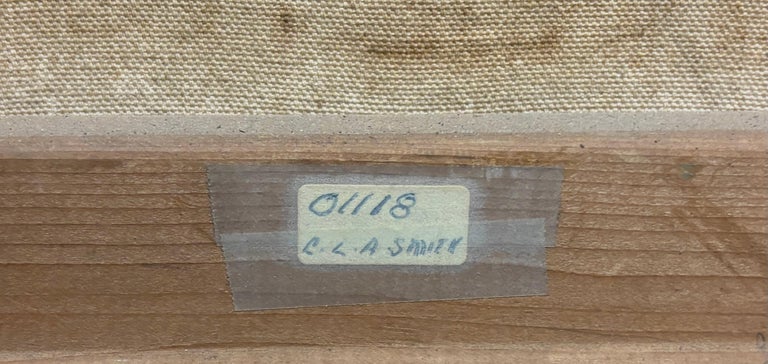 01118
C. L. A. SMITH